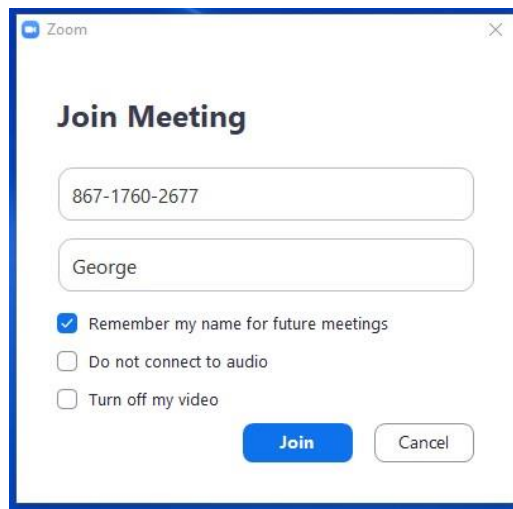 Zoom
Join Meeting
867-1760-2677
George
Remember my name for future meetings
Do not connect to audio
Turn off my video
Join Cancel